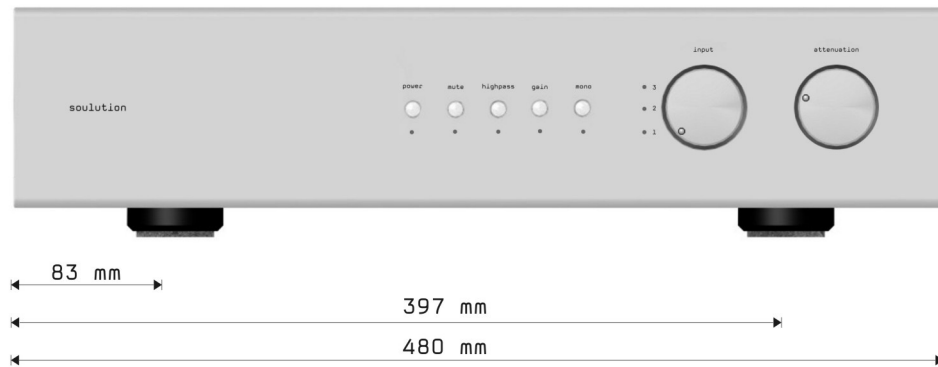 input
attenuation
power mute highpass gain mono
3
soulution
2
1
83 mm
397 mm
480 mm